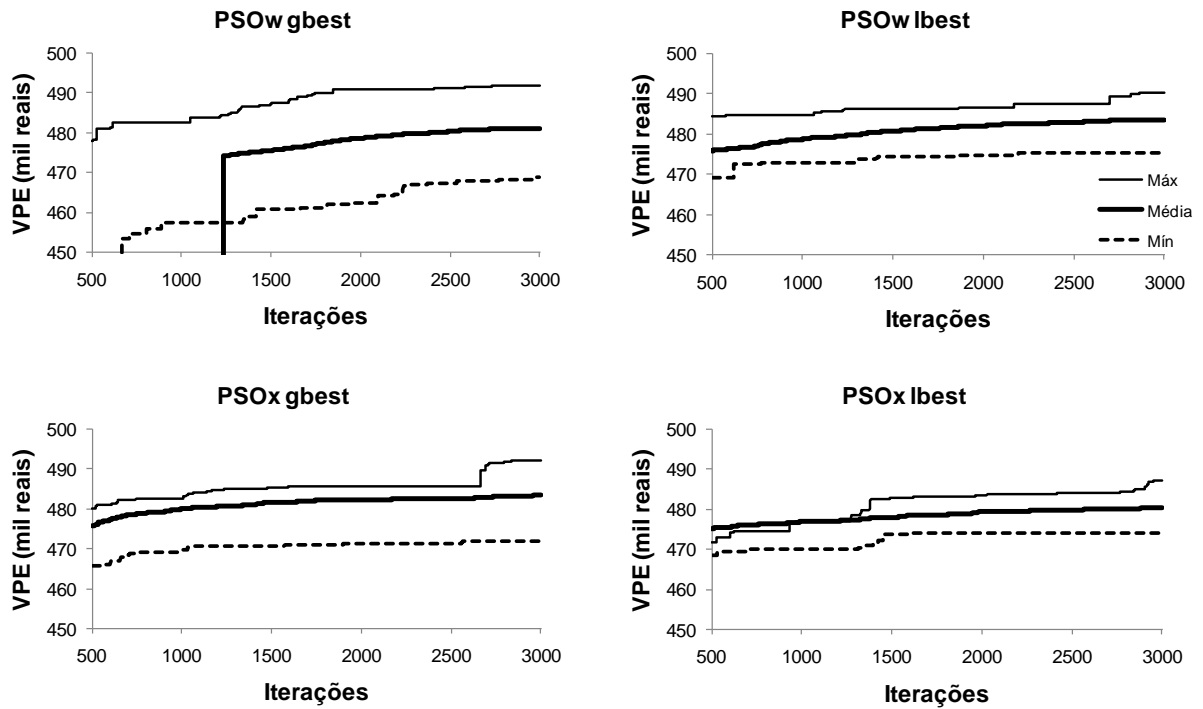 PSOw gbest
VPE (mil reais)
500
490
480
470
460
450
500 1000 1500 2000 2500 3000
Iterações
PSOw lbest
VPE (mil reais)
500
490
480
470
460
450
500 1000 1500 2000 2500 3000
Iterações
Máx
Média
Mín
PSOx gbest
VPE (mil reais)
500
490
480
470
460
450
500 1000 1500 2000 2500 3000
Iterações
PSOx lbest
VPE (mil reais)
500
490
480
470
460
450
500 1000 1500 2000 2500 3000
Iterações